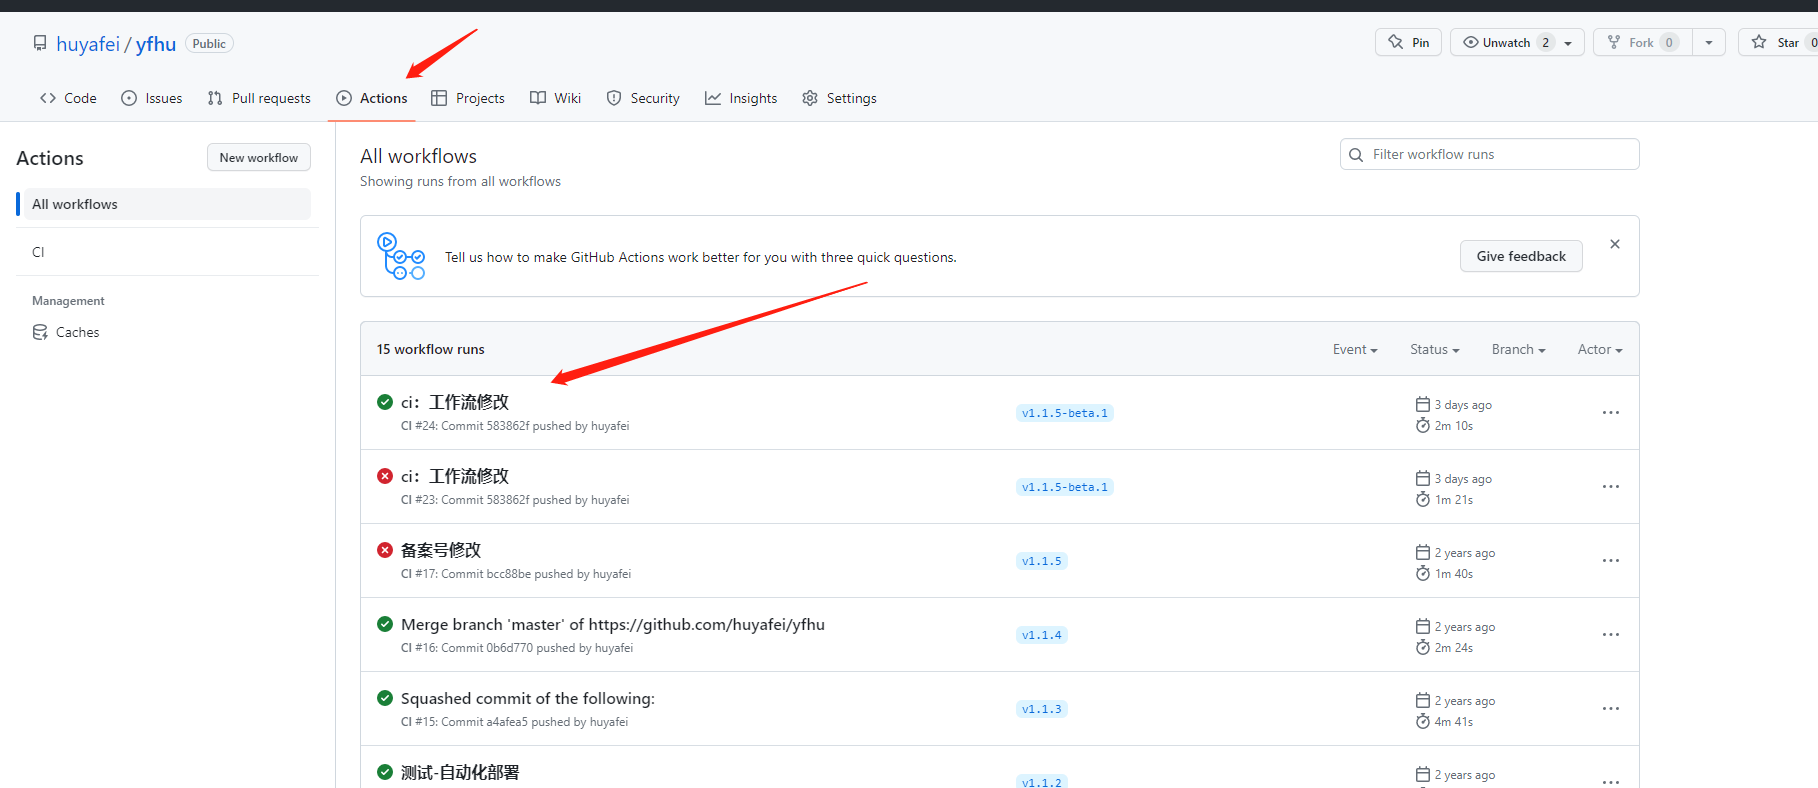 huyafei / yfhu Public
Pin Unwatch 2 Fork 0 Star 0
Code Issues Pull requests Actions Projects Wiki Security Insights Settings
Actions New workflow
All workflows
CI
Management
Caches
All workflows
Showing runs from all workflows
Filter workflow runs
Tell us how to make GitHub Actions work better for you with three quick questions.
Give feedback
15 workflow runs Event Status Branch Actor
ci：工作流修改
CI #24: Commit 583862f pushed by huyafei
v1.1.5-beta.1
3 days ago
2m 10s
ci：工作流修改
CI #23: Commit 583862f pushed by huyafei
v1.1.5-beta.1
3 days ago
1m 21s
备案号修改
CI #17: Commit bcc88be pushed by huyafei
v1.1.5
2 years ago
1m 40s
Merge branch 'master' of https://github.com/huyafei/yfhu
CI #16: Commit 0b6d770 pushed by huyafei
v1.1.4
2 years ago
2m 24s
Squashed commit of the following:
CI #15: Commit a4afea5 pushed by huyafei
v1.1.3
2 years ago
4m 41s
测试-自动化部署
v1.1.2
2 years ago